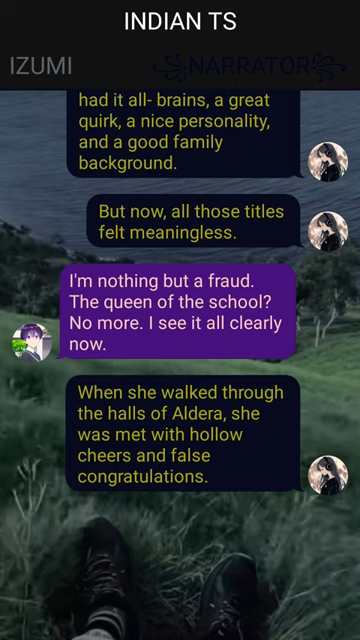 INDIAN TS
IZUMI
NARRATOR
had it all- brains, a great
quirk, a nice personality,
and a good family
background.
But now, all those titles
felt meaningless.
I'm nothing but a fraud.
The queen of the school?
No more. I see it all clearly
now.
When she walked through
the halls of Aldera, she
was met with hollow
cheers and false
congratulations.